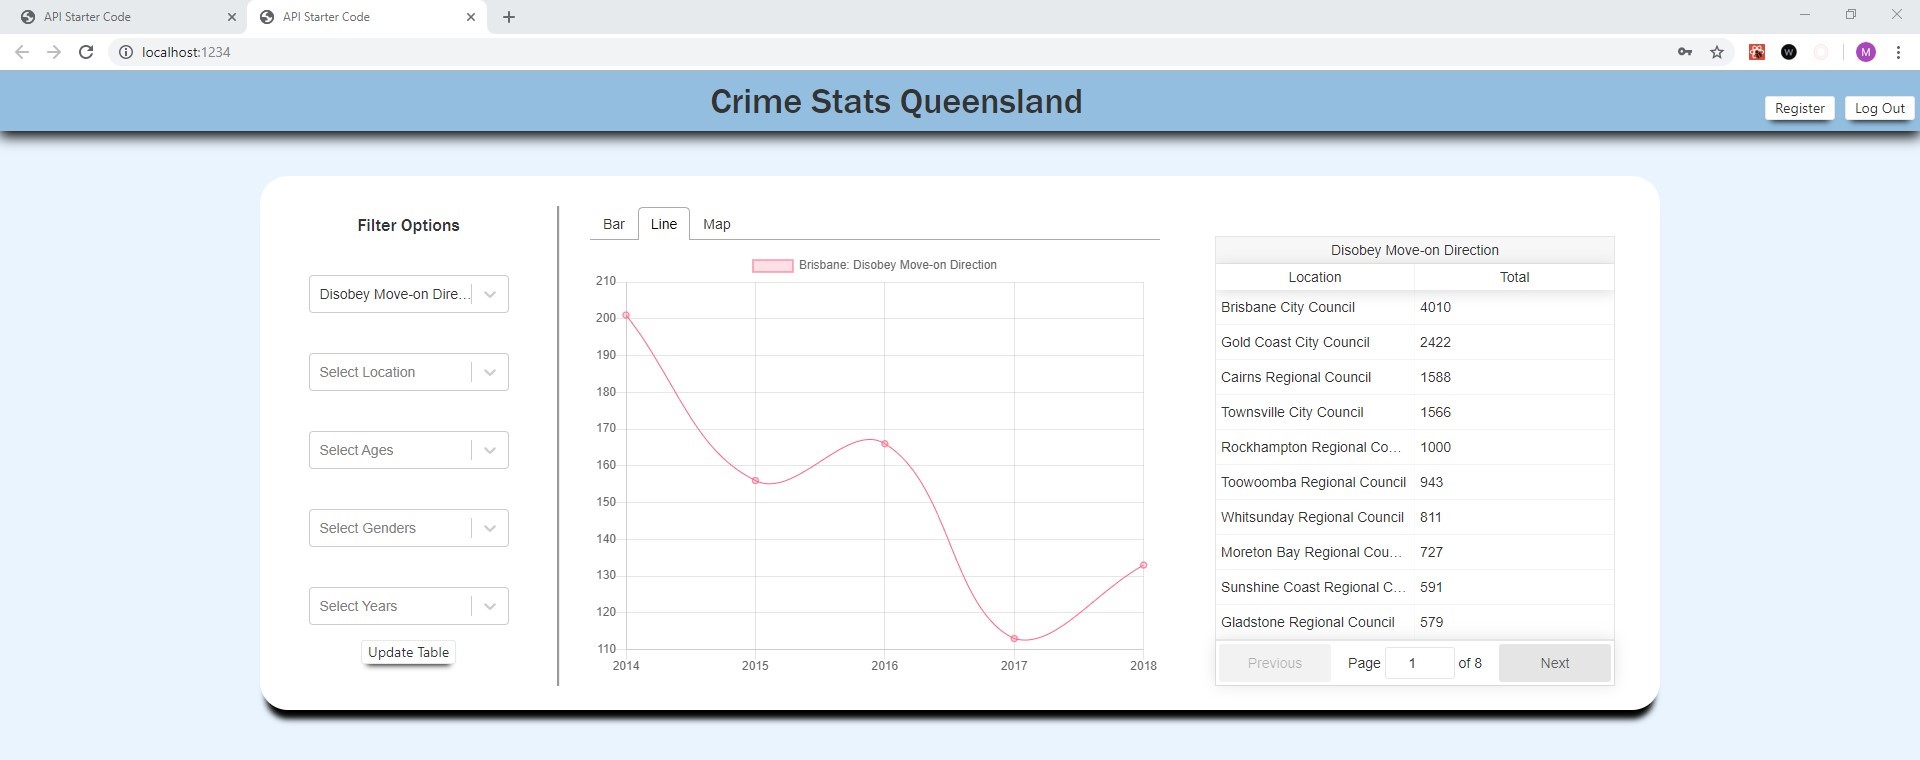 API Starter Code
API Starter Code
localhost:1234
W
M
Crime Stats Queensland
Register
Log Out
Filter Options
Disobey Move-on Dire...
Select Location
Select Ages
Select Genders
Select Years
Update Table
Bar
Line
Map
Brisbane: Disobey Move-on Direction
210
200
190
180
170
160
150
140
130
120
110
2014 2015 2016 2017 2018
Disobey Move-on Direction
Location Total
Brisbane City Council 4010
Gold Coast City Council 2422
Cairns Regional Council 1588
Townsville City Council 1566
Rockhampton Regional Co... 1000
Toowoomba Regional Council 943
Whitsunday Regional Council 811
Moreton Bay Regional Cou... 727
Sunshine Coast Regional C... 591
Gladstone Regional Council 579
Previous Page 1 of 8 Next